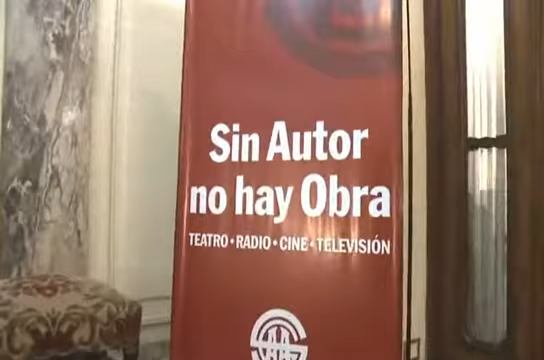 Sin Autor
no hay Obra
TEATRO • RADIO • CINE • TELEVISIÓN